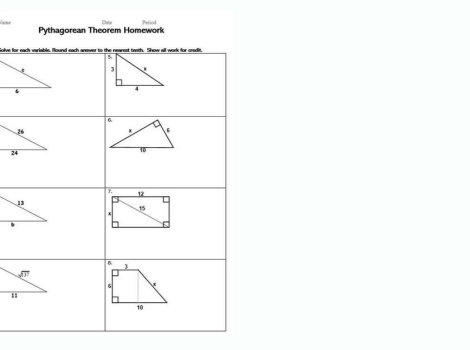 Name Date Period
Pythagorean Theorem Homework
Solve for each variable. Round each answer to the nearest tenth. Show all work for credit.
c
6
5.
3
x
4
26
24
6.
x
6
10
13
b
7.
12
x
15
√137
11
8.
3
6
x
10